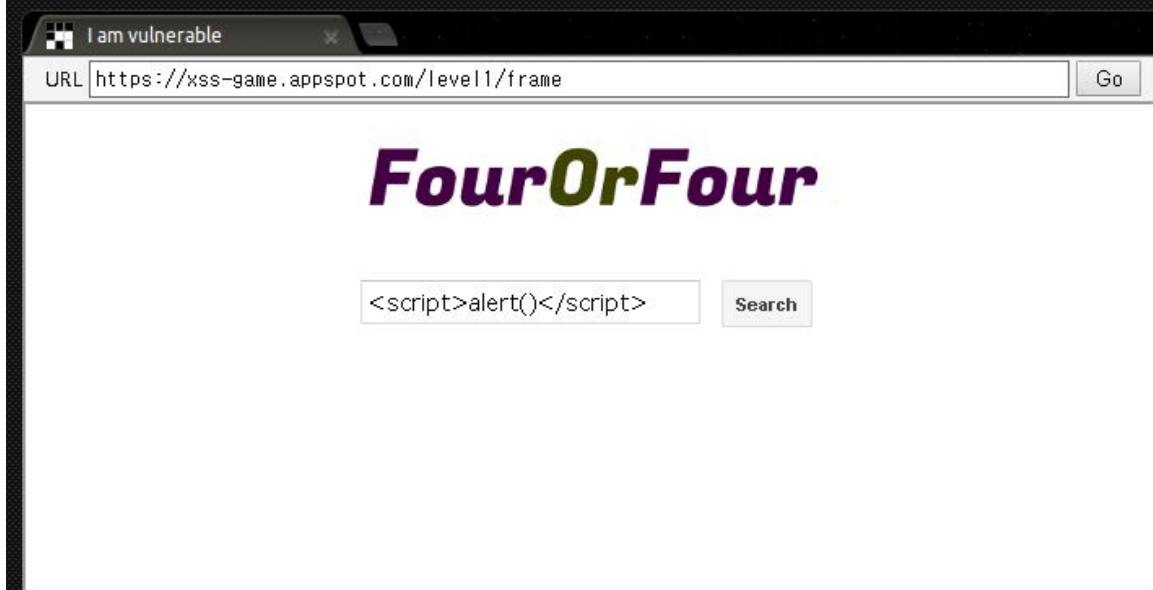 I am vulnerable
URL https://xss-game.appspot.com/level1/frame Go
FourOrFour
<script>alert()</script> Search